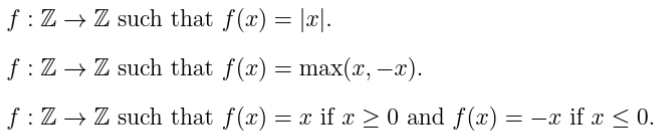 f : ℤ → ℤ such that f(x) = |x|.
f : ℤ → ℤ such that f(x) = max(x, −x).
f : ℤ → ℤ such that f(x) = x if x ≥ 0 and f(x) = −x if x ≤ 0.